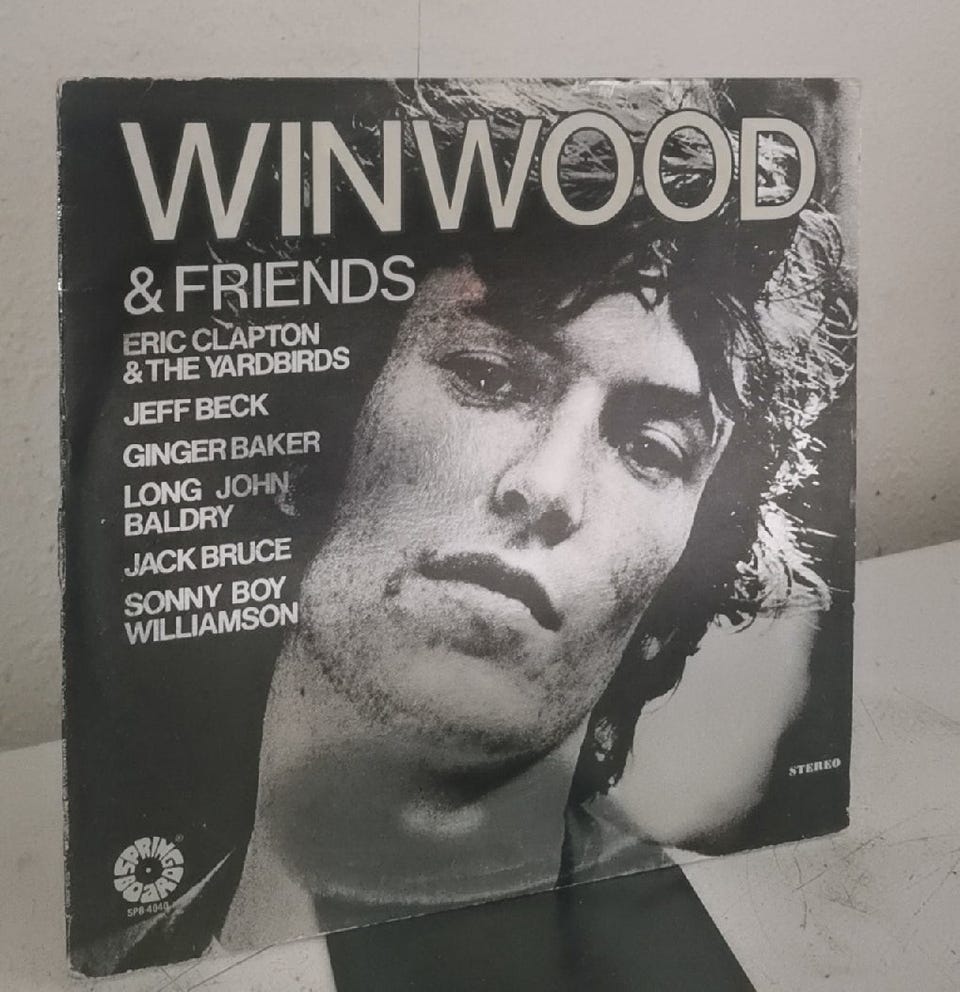 WINWOOD
& FRIENDS
ERIC CLAPTON
& THE YARDBIRDS
JEFF BECK
GINGER BAKER
LONG JOHN
BALDRY
JACK BRUCE
SONNY BOY
WILLIAMSON
STEREO
SPRINGBOARD
®
SPB-4040